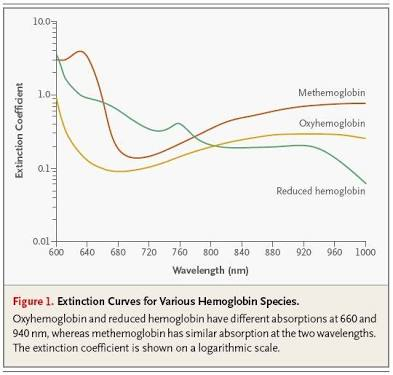 10.0
1.0
0.1
0.01
Extinction Coefficient
Methemoglobin
Oxyhemoglobin
Reduced hemoglobin
600 640 680 720 760 800 840 880 920 960 1000
Wavelength (nm)
Figure 1. Extinction Curves for Various Hemoglobin Species.
Oxyhemoglobin and reduced hemoglobin have different absorptions at 660 and
940 nm, whereas methemoglobin has similar absorption at the two wavelengths.
The extinction coefficient is shown on a logarithmic scale.